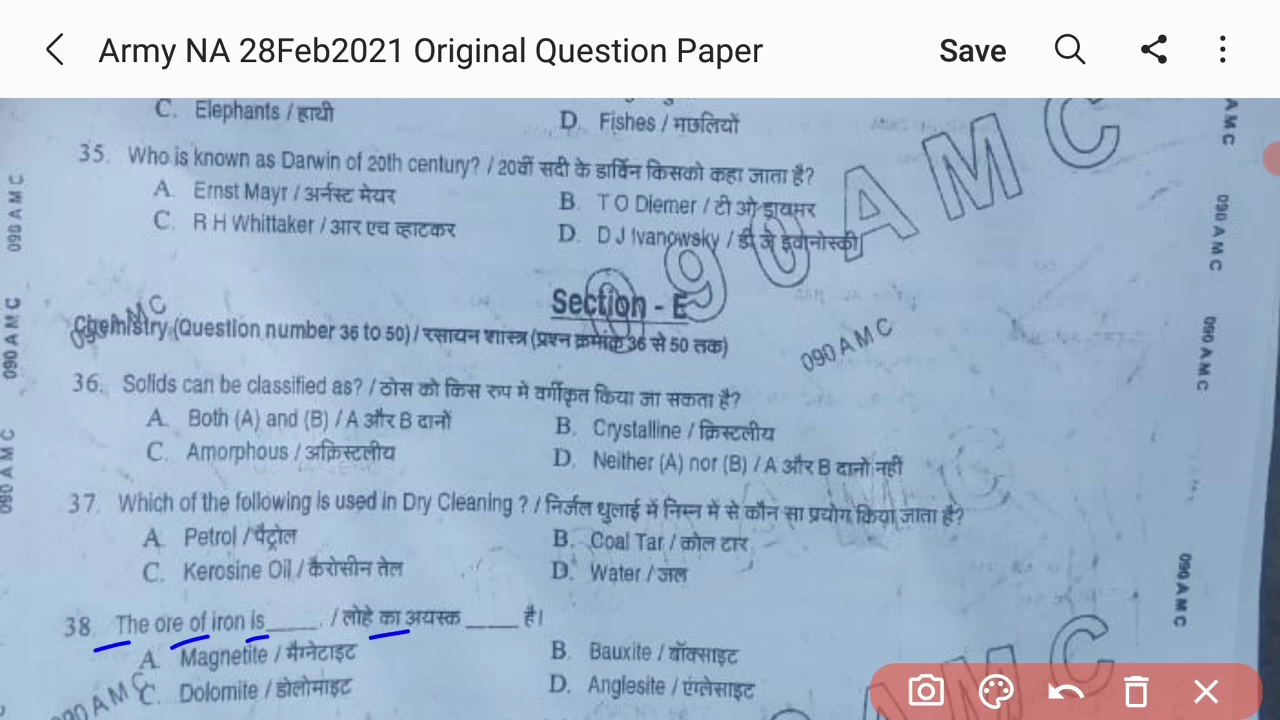 Army NA 28Feb2021 Original Question Paper Save
C. Elephants / हाथी D. Fishes / मछलियों
35. Who is known as Darwin of 20th century? / 20वीं सदी के डार्विन किसको कहा जाता है?
A. Ernst Mayr / अर्नस्ट मेयर B. T O Diemer / टी ओ डायमर
C. R H Whittaker / आर एच व्हाटकर D. D J Ivanowsky / डी जे इवानोस्की
090 A M C
Section - E
Chemistry (Question number 36 to 50) / रसायन शास्त्र (प्रश्न क्रमांक 36 से 50 तक)
090 A M C
36. Solids can be classified as? / ठोस को किस रुप मे वर्गीकृत किया जा सकता है?
A. Both (A) and (B) / A और B दानों B. Crystalline / क्रिस्टलीय
C. Amorphous / अक्रिस्टलीय D. Neither (A) nor (B) / A और B दानों नहीं
37. Which of the following is used in Dry Cleaning ? / निर्जल धुलाई में निम्न में से कौन सा प्रयोग किया जाता है?
A. Petrol / पैट्रोल B. Coal Tar / कोल टार
C. Kerosine Oil / कैरोसीन तेल D. Water / जल
38. The ore of iron is_____. / लोहे का अयस्क _____ है।
A. Magnetite / मैग्नेटाइट B. Bauxite / बॉक्साइट
C. Dolomite / डोलोमाइट D. Anglesite / एंग्लेसाइट
090 A M C
090 A M C
090 A M C
A M C
090 A M C
090 A M C
090 A M C